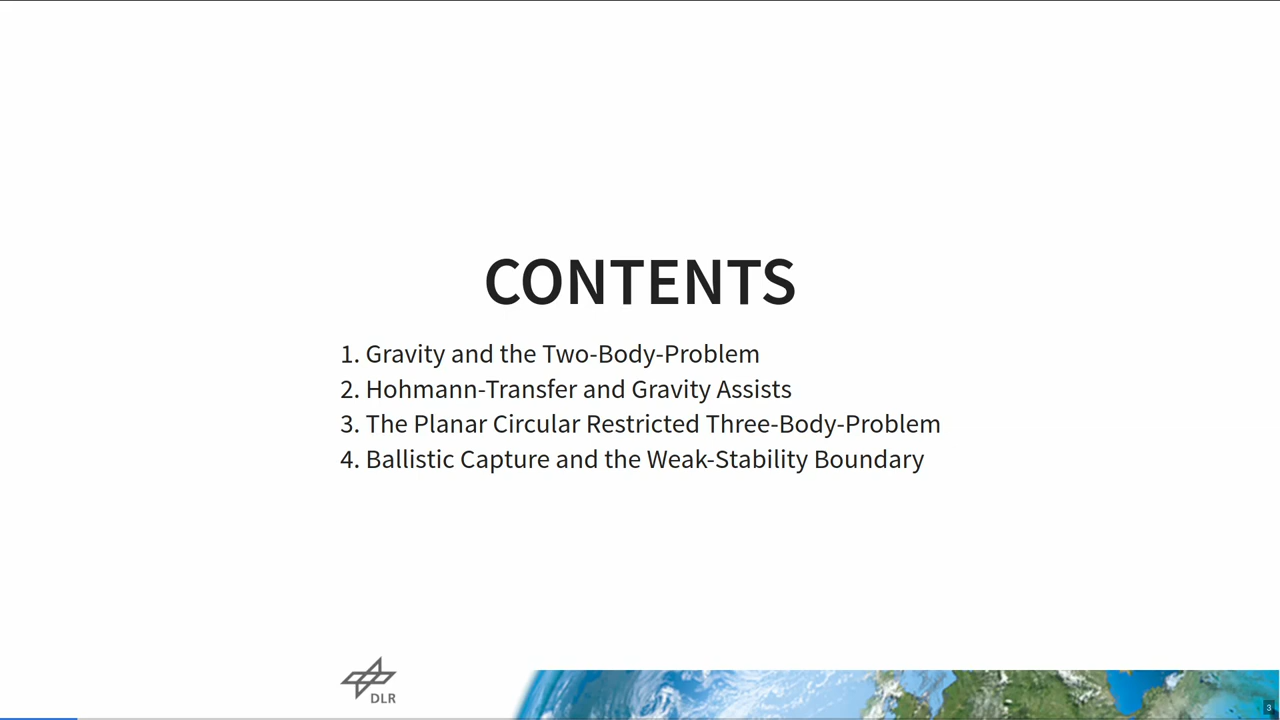 CONTENTS
1. Gravity and the Two-Body-Problem
2. Hohmann-Transfer and Gravity Assists
3. The Planar Circular Restricted Three-Body-Problem
4. Ballistic Capture and the Weak-Stability Boundary
DLR
3